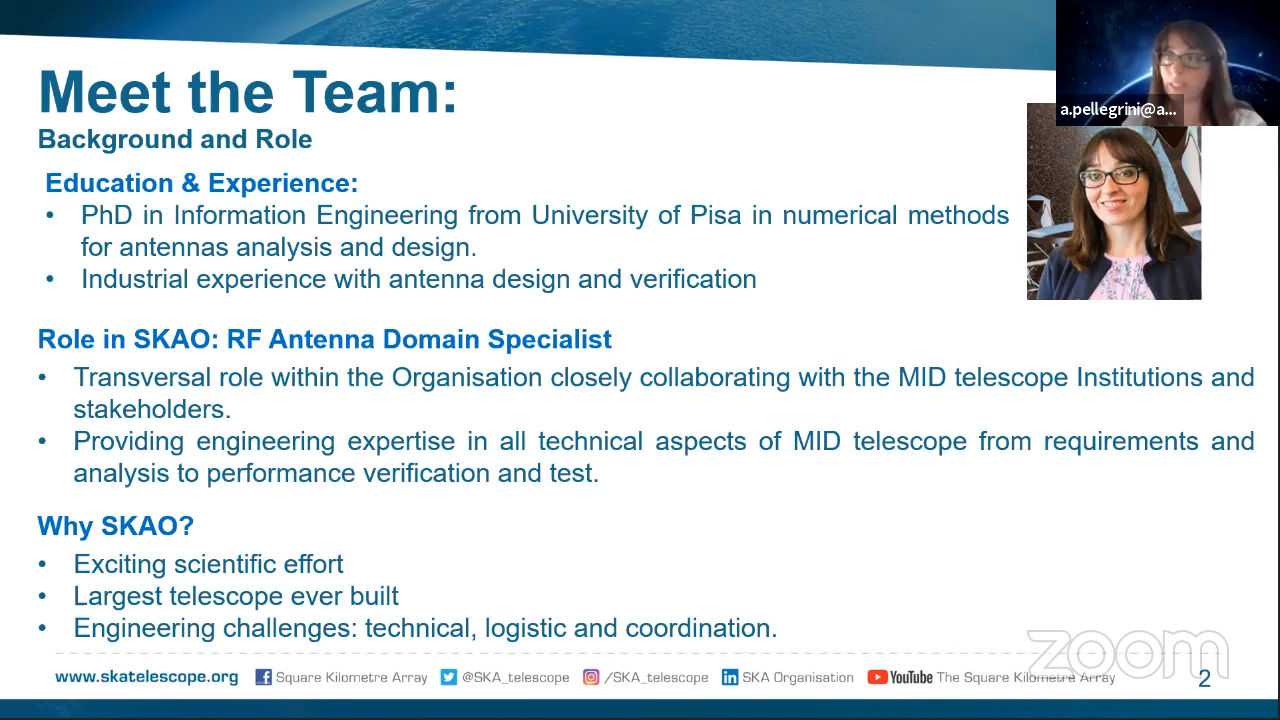 Meet the Team:
Background and Role
a.pellegrini@a...
Education & Experience:
• PhD in Information Engineering from University of Pisa in numerical methods
for antennas analysis and design.
• Industrial experience with antenna design and verification
Role in SKAO: RF Antenna Domain Specialist
• Transversal role within the Organisation closely collaborating with the MID telescope Institutions and
stakeholders.
• Providing engineering expertise in all technical aspects of MID telescope from requirements and
analysis to performance verification and test.
Why SKAO?
• Exciting scientific effort
• Largest telescope ever built
• Engineering challenges: technical, logistic and coordination.
zoom
www.skatelescope.org Square Kilometre Array @SKA_telescope /SKA_telescope SKA Organisation YouTube The Square Kilometre Array 2